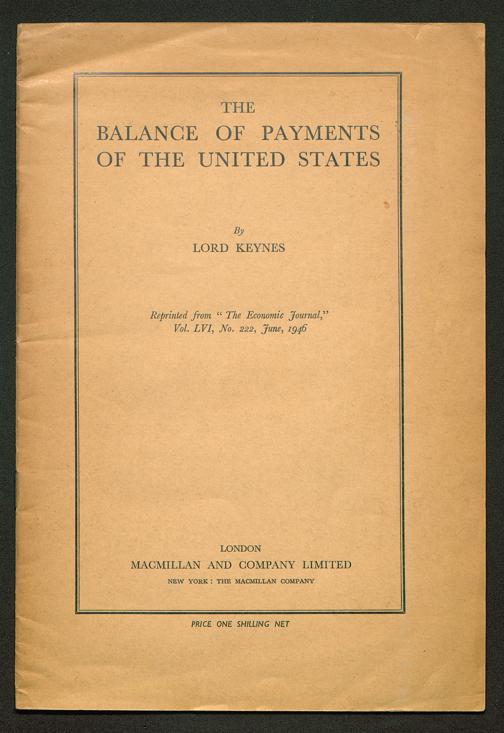 THE
BALANCE OF PAYMENTS
OF THE UNITED STATES
By
LORD KEYNES
Reprinted from " The Economic Journal,"
Vol. LVI, No. 222, June, 1946
LONDON
MACMILLAN AND COMPANY LIMITED
NEW YORK : THE MACMILLAN COMPANY
PRICE ONE SHILLING NET